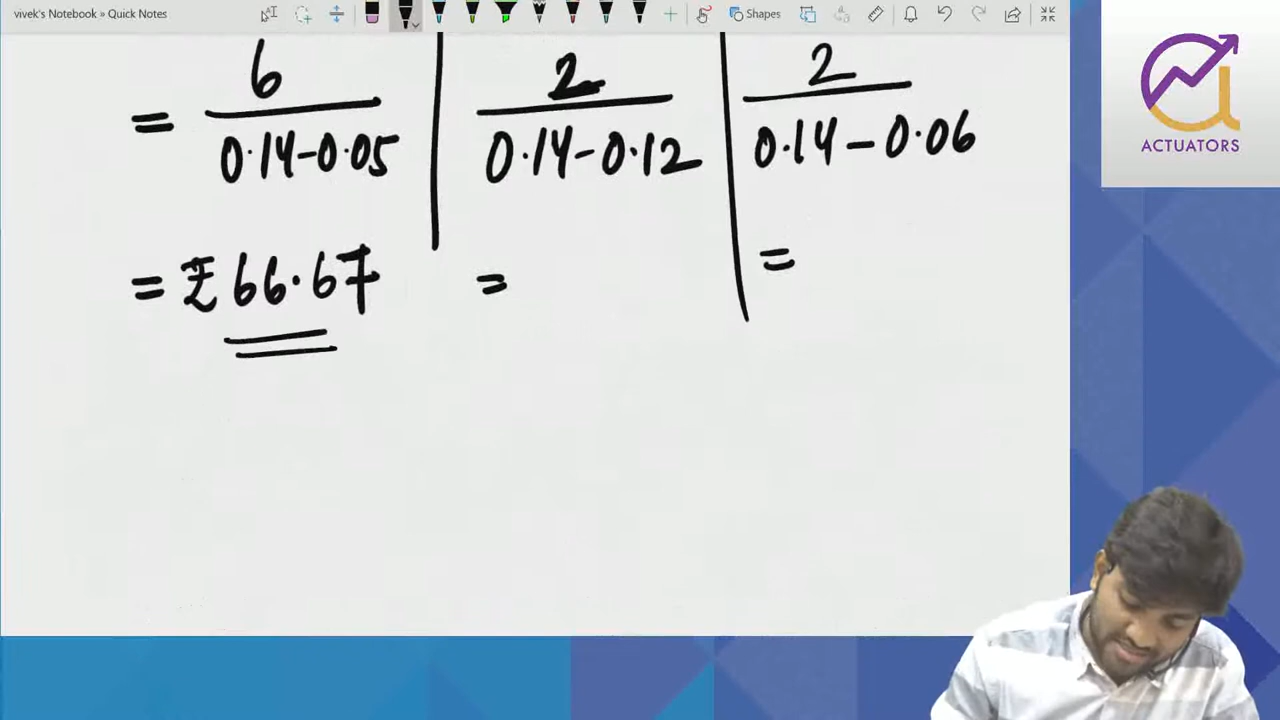 vivek's Notebook » Quick Notes
Shapes
ACTUATORS
= 6 / 0.14-0.05
2 / 0.14-0.12
2 / 0.14-0.06
= ₹66.67
=
=